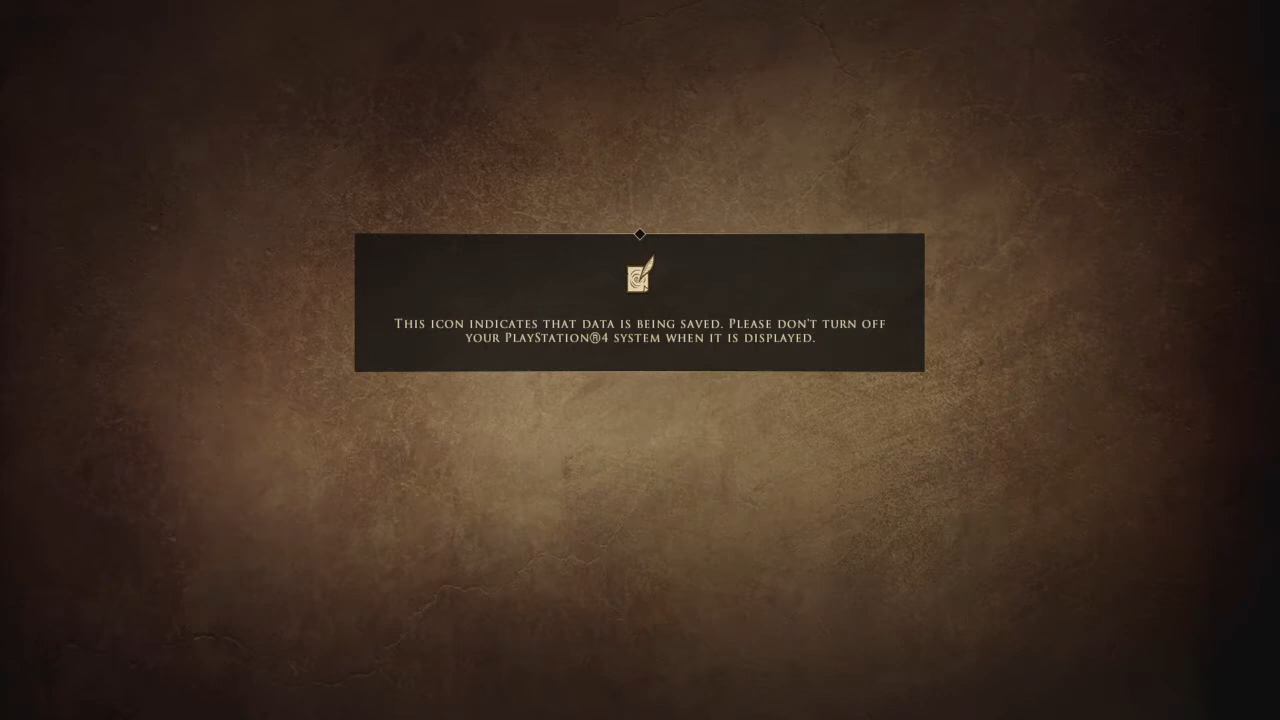 This icon indicates that data is being saved. Please don't turn off
your PlayStation®4 system when it is displayed.